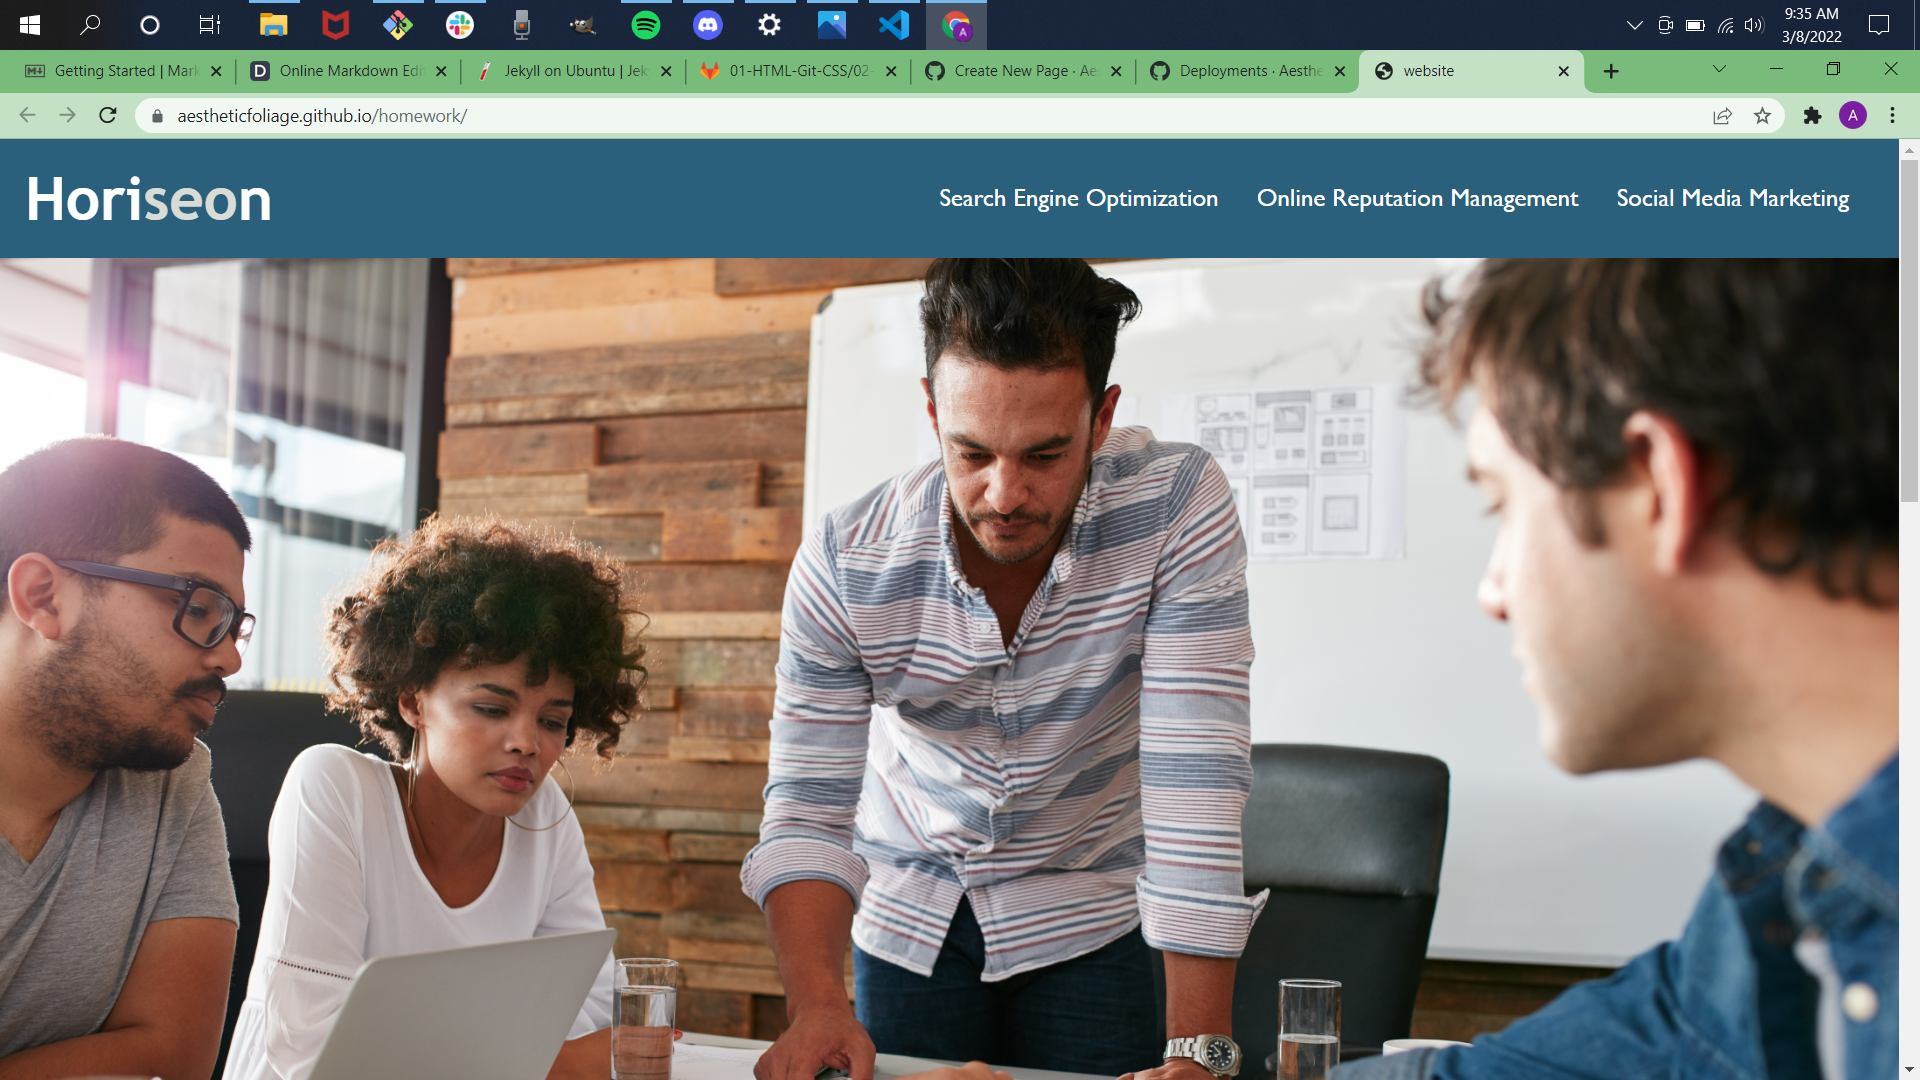 9:35 AM
3/8/2022
Getting Started | Mark
Online Markdown Edi
Jekyll on Ubuntu | Jek
01-HTML-Git-CSS/02-
Create New Page · Aes
Deployments · Aesthe
website
aestheticfoliage.github.io/homework/
A
Horiseon
Search Engine Optimization
Online Reputation Management
Social Media Marketing